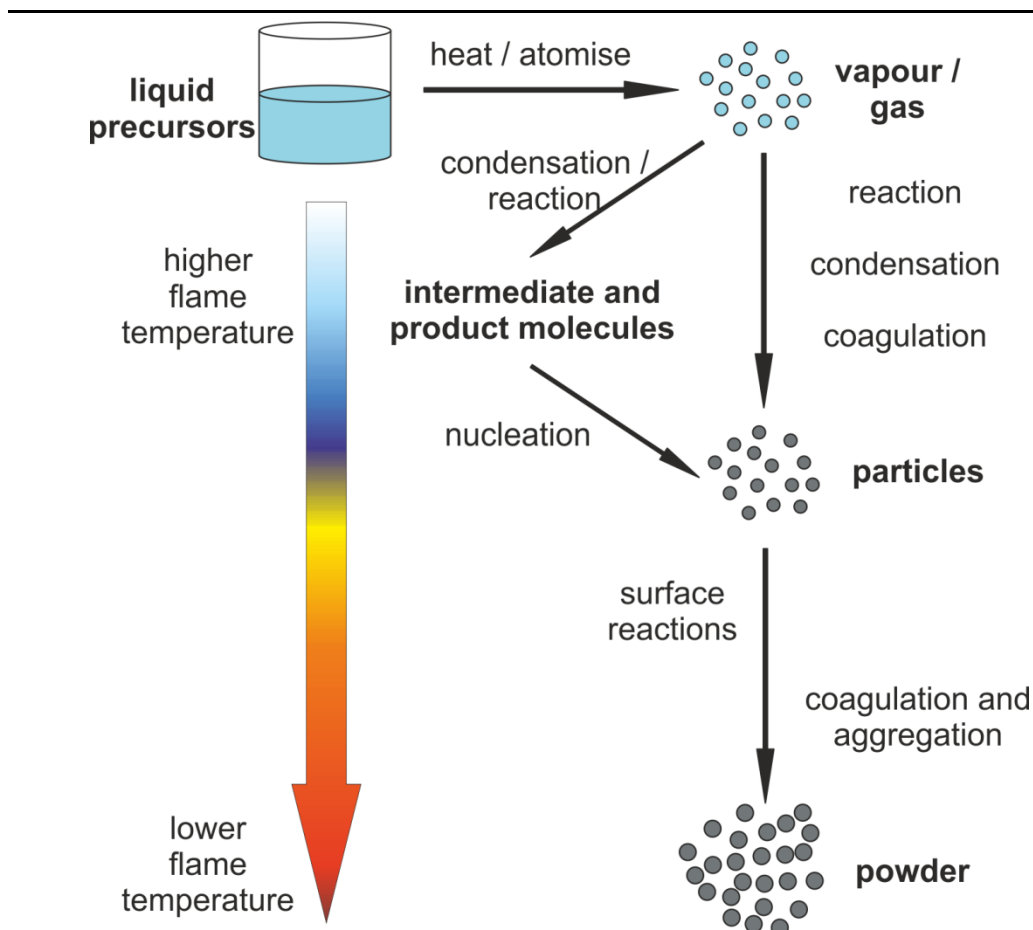 liquid
precursors
heat / atomise
vapour /
gas
condensation /
reaction
reaction
condensation
coagulation
higher
flame
temperature
intermediate and
product molecules
nucleation
particles
surface
reactions
coagulation and
aggregation
lower
flame
temperature
powder